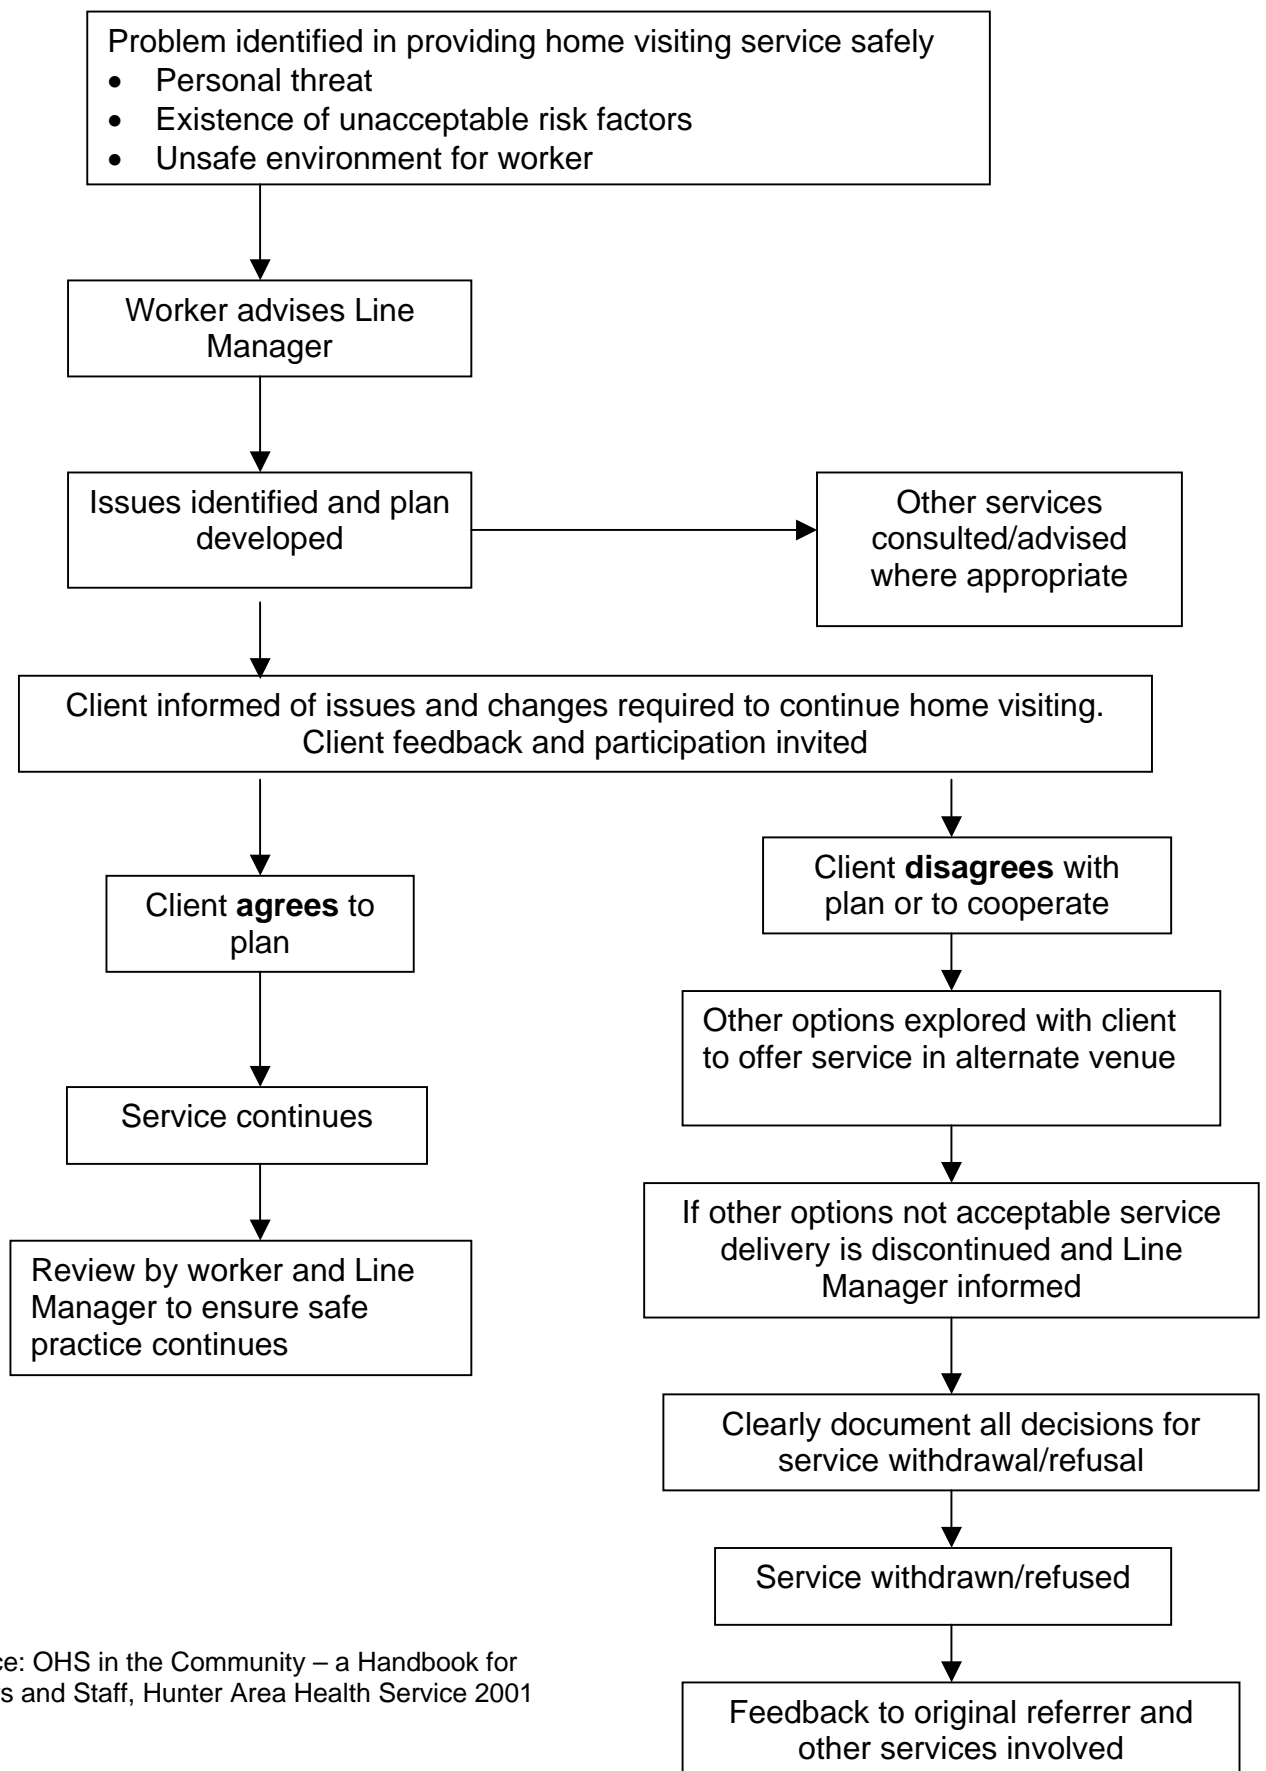 Problem identified in providing home visiting service safely
• Personal threat
• Existence of unacceptable risk factors
• Unsafe environment for worker
Worker advises Line
Manager
Issues identified and plan
developed
Other services
consulted/advised
where appropriate
Client informed of issues and changes required to continue home visiting.
Client feedback and participation invited
Client agrees to
plan
Service continues
Review by worker and Line
Manager to ensure safe
practice continues
Client disagrees with
plan or to cooperate
Other options explored with client
to offer service in alternate venue
If other options not acceptable service
delivery is discontinued and Line
Manager informed
Clearly document all decisions for
service withdrawal/refusal
Service withdrawn/refused
Feedback to original referrer and
other services involved
: OHS in the Community – a Handbook for
and Staff, Hunter Area Health Service 2001